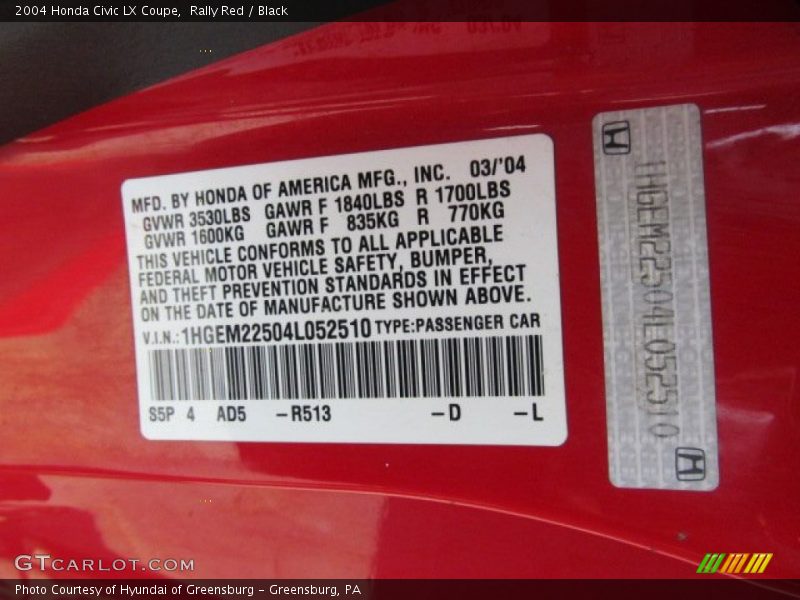 2004 Honda Civic LX Coupe,  Rally Red / Black
MFD. BY HONDA OF AMERICA MFG., INC. 03/'04
GVWR 3530LBS GAWR F 1840LBS R 1700LBS
GVWR 1600KG GAWR F 835KG R 770KG
THIS VEHICLE CONFORMS TO ALL APPLICABLE
FEDERAL MOTOR VEHICLE SAFETY, BUMPER,
AND THEFT PREVENTION STANDARDS IN EFFECT
ON THE DATE OF MANUFACTURE SHOWN ABOVE.
V.I.N.: 1HGEM22504L052510 TYPE:PASSENGER CAR
S5P 4 AD5 -R513 -D -L
1HGEM22504L052510
GTCARLOT.COM
Photo Courtesy of Hyundai of Greensburg - Greensburg, PA